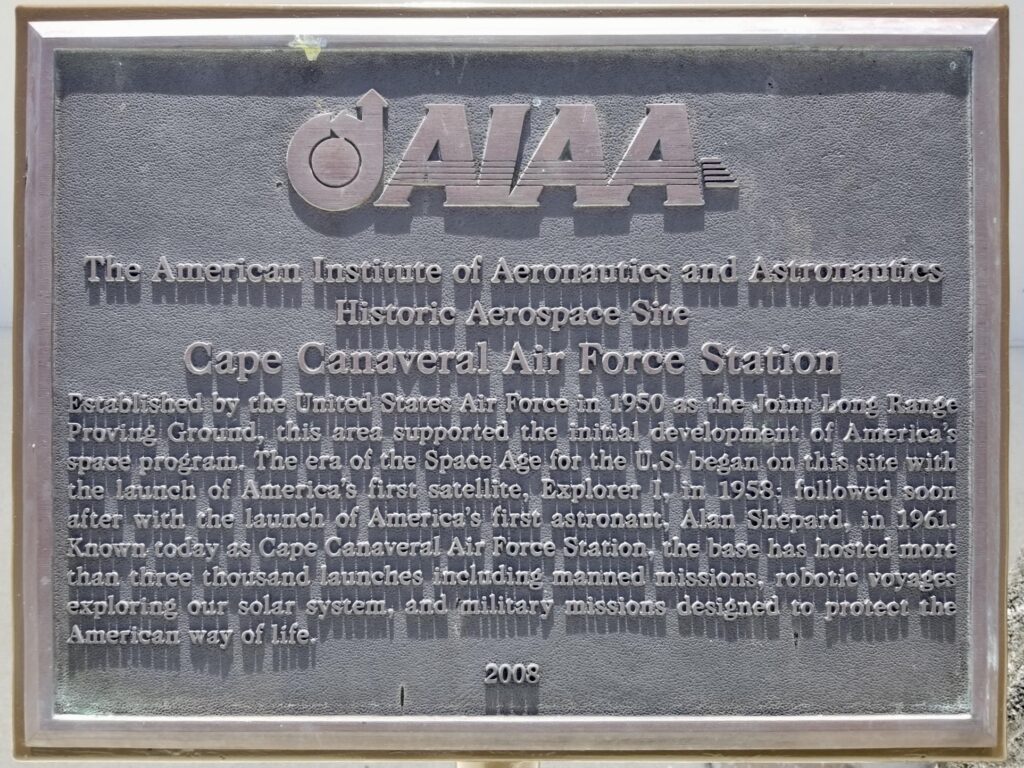 AIAA
The American Institute of Aeronautics and Astronautics
Historic Aerospace Site
Cape Canaveral Air Force Station
Established by the United States Air Force in 1950 as the Joint Long Range
Proving Ground, this area supported the initial development of America's
space program. The era of the Space Age for the U.S. began on this site with
the launch of America's first satellite, Explorer I, in 1958; followed soon
after with the launch of America's first astronaut, Alan Shepard, in 1961.
Known today as Cape Canaveral Air Force Station, the base has hosted more
than three thousand launches including manned missions, robotic voyages
exploring our solar system, and military missions designed to protect the
American way of life.
2008